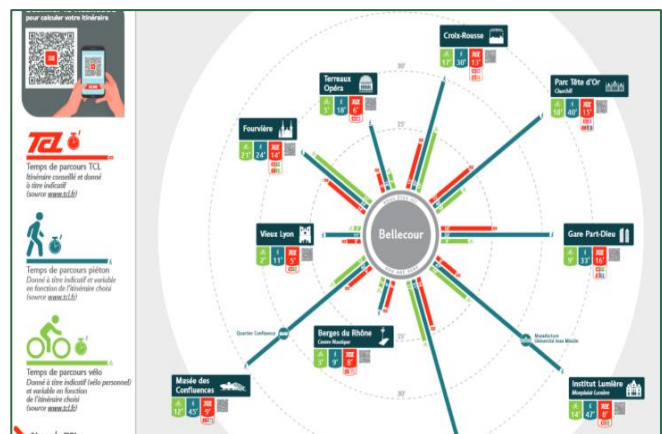 pour calculer votre itinéraire
TCL
Temps de parcours TCL
Itinéraire conseillé et donné
à titre indicatif
(source www.tcl.fr)
Temps de parcours piéton
Donné à titre indicatif et variable
en fonction de l'itinéraire choisi
(source www.tcl.fr)
Temps de parcours vélo
Donné à titre indicatif (vélo personnel)
et variable en fonction
de l'itinéraire choisi
(source www.tcl.fr)
Croix-Rousse
17' 30' 13'
30'
Parc Tête d'Or
Churchill
18' 40' 15'
Terreaux
Opéra
5' 18' 6'
25'
Fourvière
21' 24' 14'
Vieux Lyon
2' 11' 5'
Bellecour
Gare Part-Dieu
9' 33' 16'
Quartier Confluence
Berges du Rhône
Centre Nautique
3' 9' 8'
25'
Manufacture
Université Jean Moulin
Musée des
Confluences
12' 45' 9'
30'
Institut Lumière
Monplaisir Lumière
14' 47' 8'